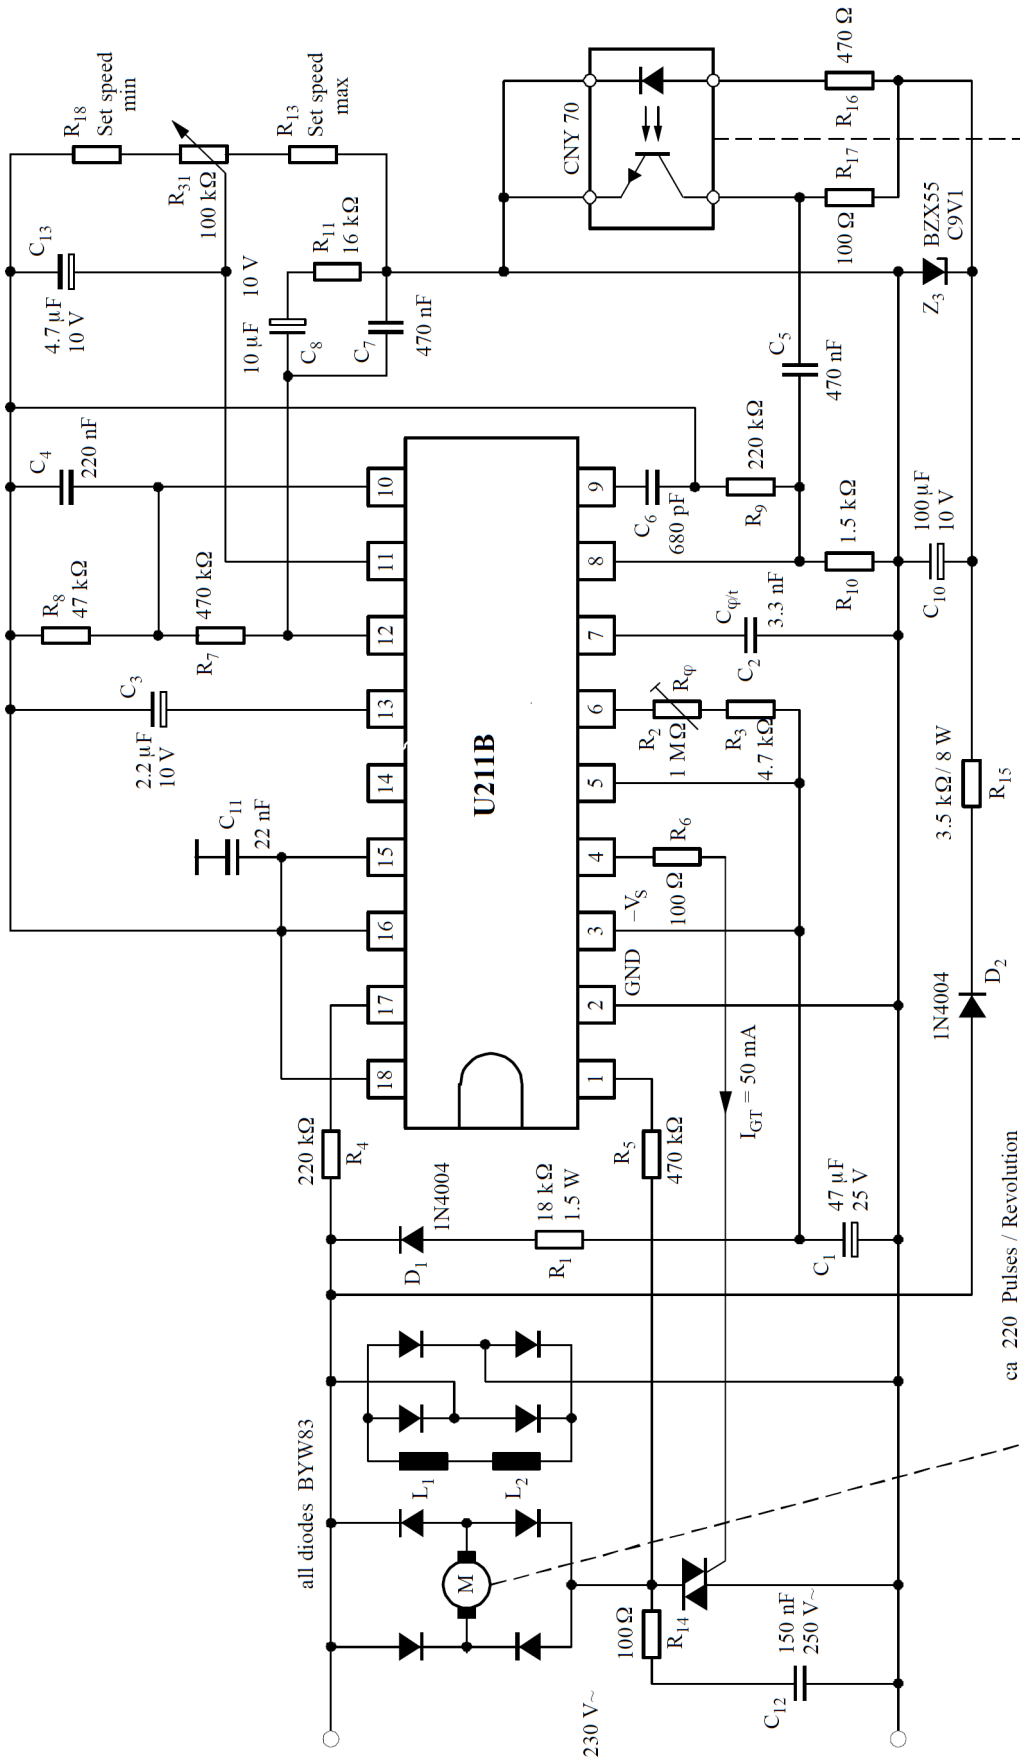 R18
Set speed
min
R31
100 kΩ
R13
Set speed
max
C13
4.7 µF
10 V
R11
16 kΩ
10 µF
10 V
C8
C7
470 nF
CNY 70
470 Ω
R16
R17
100 Ω
BZX55
C9V1
Z3
C5
470 nF
C4
220 nF
R8
47 kΩ
470 kΩ
R7
C3
2.2 µF
10 V
C11
22 nF
10
11
12
13
14
15
16
17
18
U211B
9
8
7
6
5
4
3
2
1
C6
680 pF
220 kΩ
R9
1.5 kΩ
R10
100 µF
10 V
C10
Cφ/t
3.3 nF
C2
Rφ
R2
1 MΩ
R3
4.7 kΩ
R6
100 Ω
–VS
GND
3.5 kΩ/ 8 W
R15
1N4004
D2
IGT = 50 mA
220 kΩ
R4
R5
470 kΩ
1N4004
D1
18 kΩ
1.5 W
R1
47 µF
25 V
C1
all diodes BYW83
L1
L2
M
100 Ω
R14
150 nF
250 V~
C12
230 V~
ca 220 Pulses / Revolution